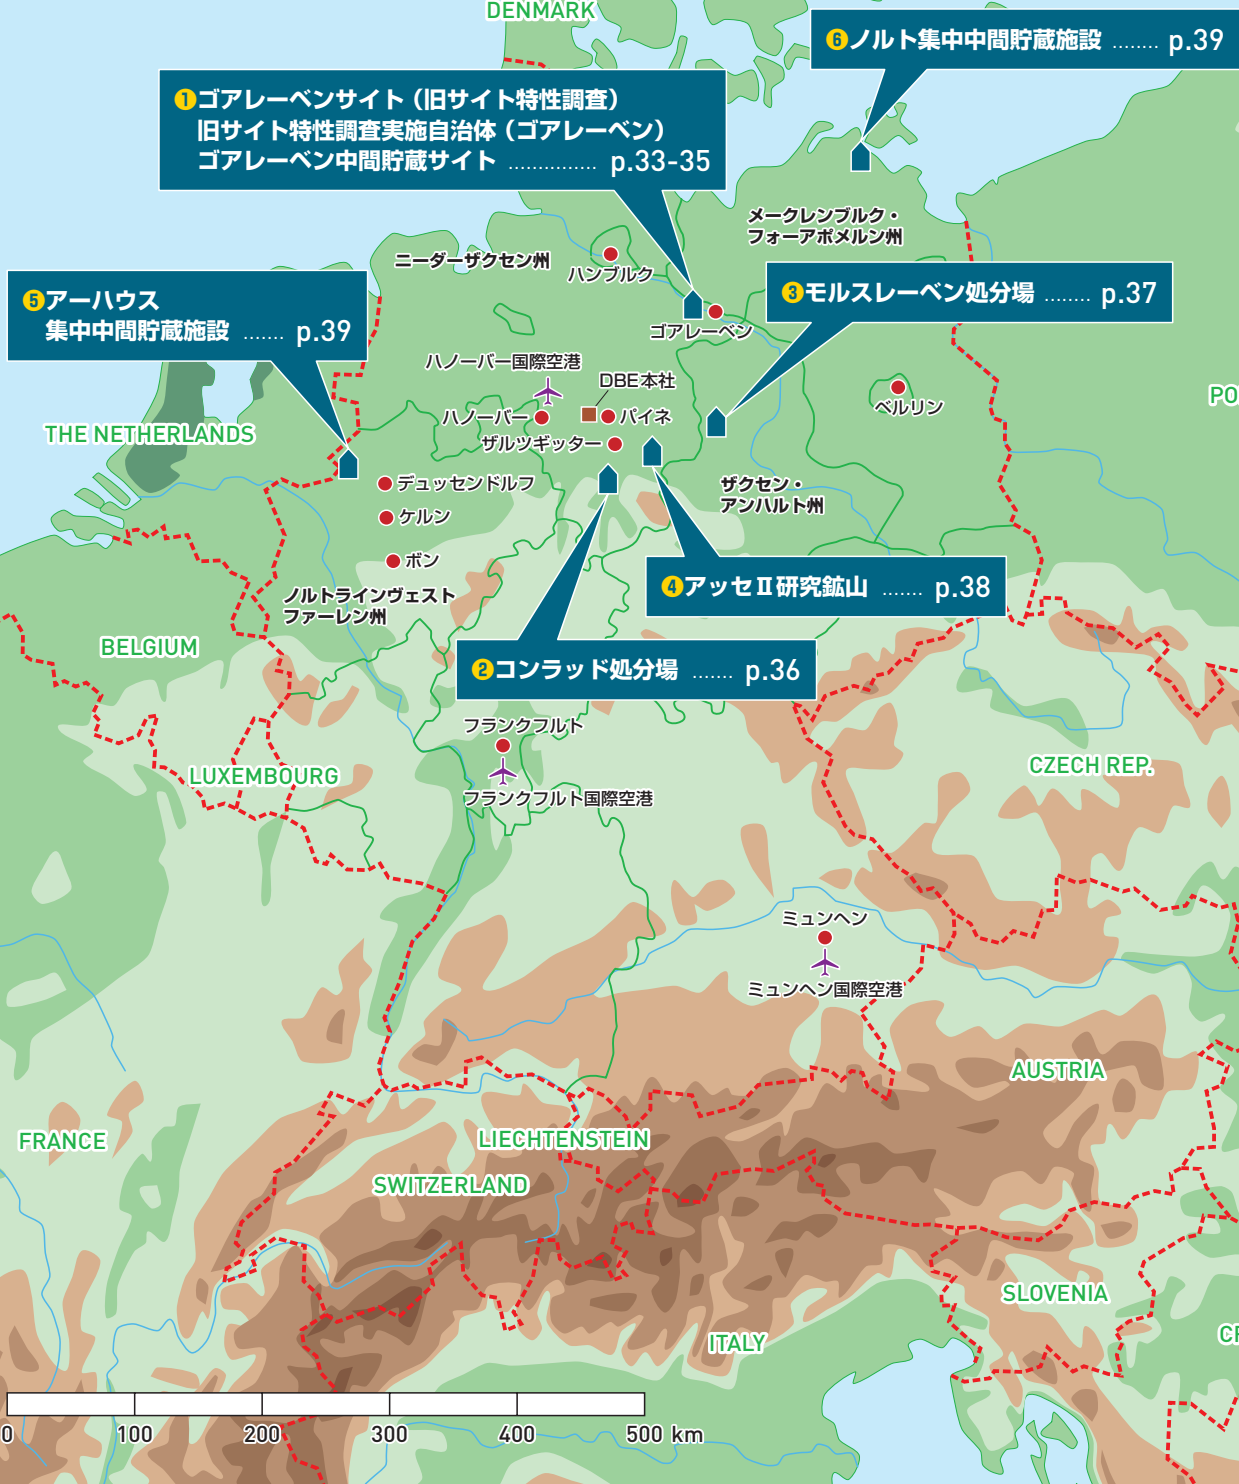 DENMARK
❻ノルト集中中間貯蔵施設 ........ p.39
❶ゴアレーベンサイト（旧サイト特性調査）
旧サイト特性調査実施自治体（ゴアレーベン）
ゴアレーベン中間貯蔵サイト ............... p.33-35
メークレンブルク・
フォーアポメルン州
ニーダーザクセン州
ハンブルク
❺アーハウス
集中中間貯蔵施設 ....... p.39
❸モルスレーベン処分場 ........ p.37
ゴアレーベン
ハノーバー国際空港
DBE本社
ベルリン
PO
ハノーバー
パイネ
THE NETHERLANDS
ザルツギッター
デュッセンドルフ
ザクセン・
アンハルト州
ケルン
ボン
❹アッセⅡ研究鉱山 ....... p.38
ノルトラインヴェスト
ファーレン州
BELGIUM
❷コンラッド処分場 ....... p.36
フランクフルト
LUXEMBOURG
CZECH REP.
フランクフルト国際空港
ミュンヘン
ミュンヘン国際空港
AUSTRIA
FRANCE
LIECHTENSTEIN
SWITZERLAND
SLOVENIA
ITALY
CR
0 100 200 300 400 500 km